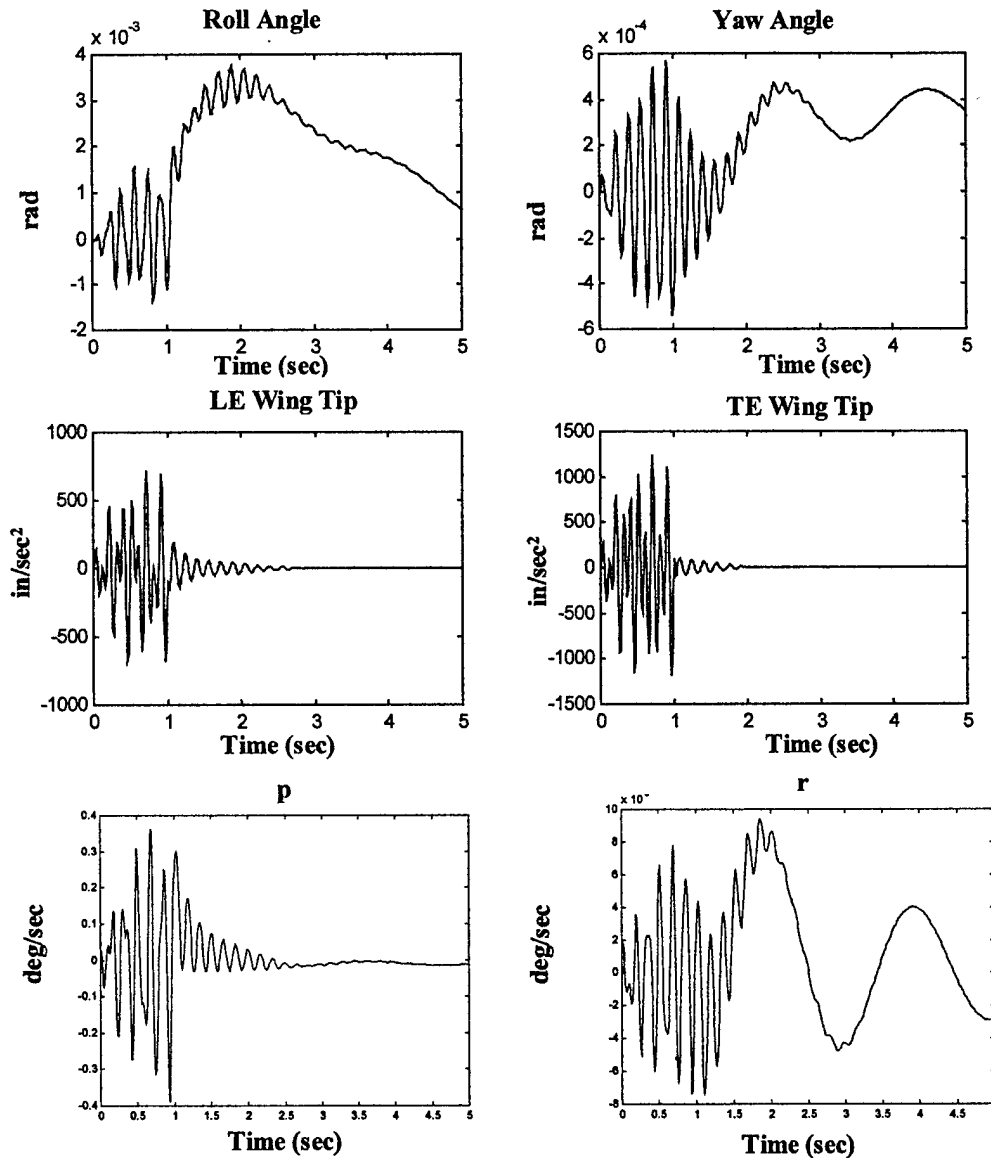 Roll Angle
x 10⁻³
4
3
2
1
0
-1
-2
rad
0 1 2 3 4 5
Time (sec)
Yaw Angle
x 10⁻⁴
6
4
2
0
-2
-4
-6
rad
0 1 2 3 4 5
Time (sec)
LE Wing Tip
1000
500
0
-500
-1000
in/sec²
0 1 2 3 4 5
Time (sec)
TE Wing Tip
1500
1000
500
0
-500
-1000
-1500
in/sec²
0 1 2 3 4 5
Time (sec)
p
0.4
0.3
0.2
0.1
0
-0.1
-0.2
-0.3
-0.4
deg/sec
0 0.5 1 1.5 2 2.5 3 3.5 4 4.5 5
Time (sec)
r
x 10
10
8
6
4
2
0
-2
-4
-6
-8
deg/sec
0 0.5 1 1.5 2 2.5 3 3.5 4 4.5
Time (sec)